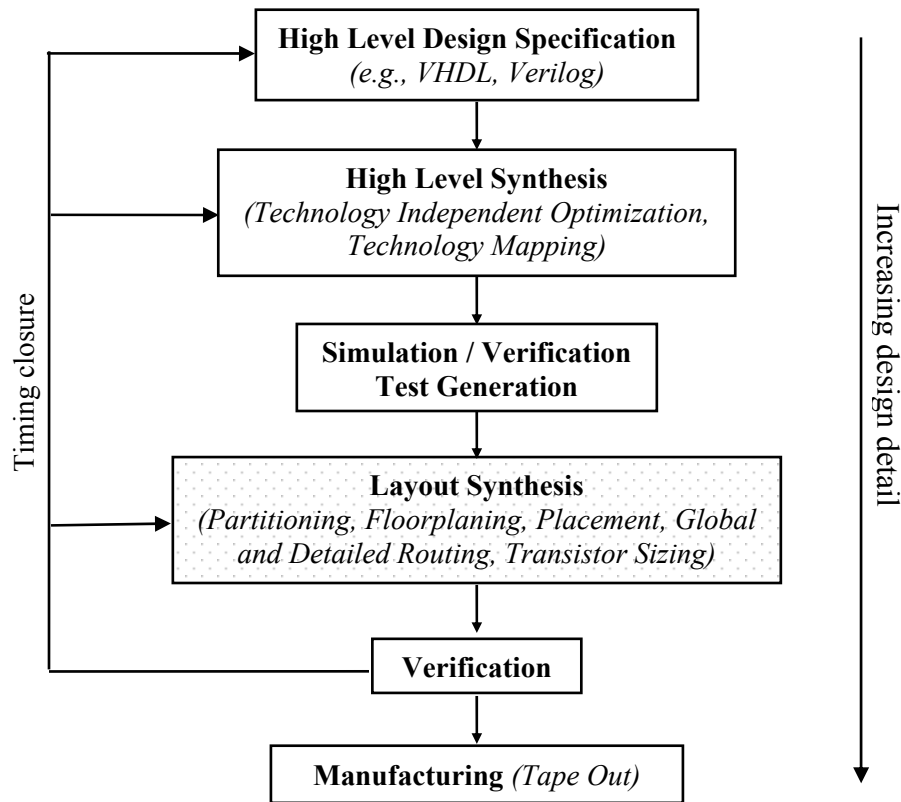 High Level Design Specification
(e.g., VHDL, Verilog)
High Level Synthesis
(Technology Independent Optimization,
Technology Mapping)
Simulation / Verification
Test Generation
Layout Synthesis
(Partitioning, Floorplaning, Placement, Global
and Detailed Routing, Transistor Sizing)
Verification
Manufacturing (Tape Out)
Timing closure
Increasing design detail